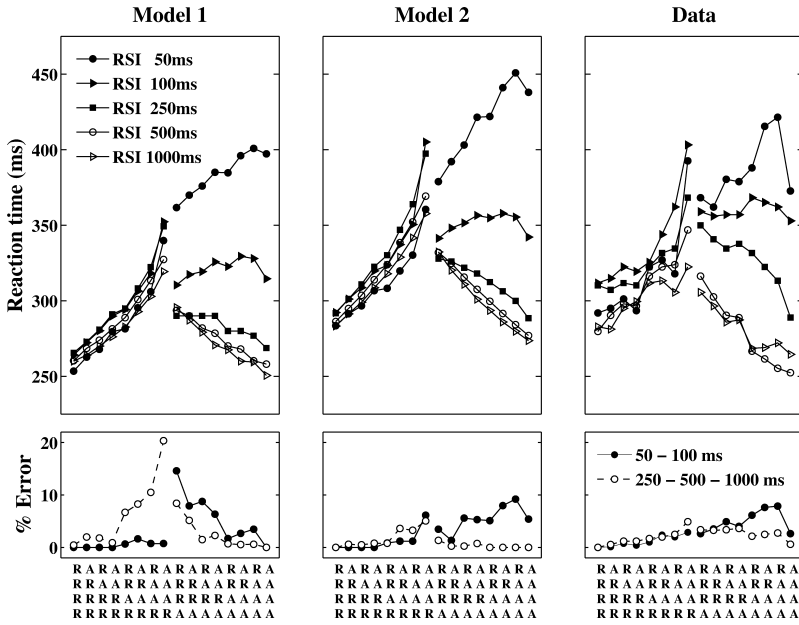 Model 1
Model 2
Data
Reaction time (ms)
450
400
350
300
250
RSI 50ms
RSI 100ms
RSI 250ms
RSI 500ms
RSI 1000ms
% Error
20
10
0
50 – 100 ms
250 – 500 – 1000 ms
R A R A R A R A R A R A R A R A
R R A A R R A A R R A A R R A A
R R R R A A A A R R R R A A A A
R R R R R R R R A A A A A A A A
R A R A R A R A R A R A R A R A
R R A A R R A A R R A A R R A A
R R R R A A A A R R R R A A A A
R R R R R R R R A A A A A A A A
R A R A R A R A R A R A R A R A
R R A A R R A A R R A A R R A A
R R R R A A A A R R R R A A A A
R R R R R R R R A A A A A A A A